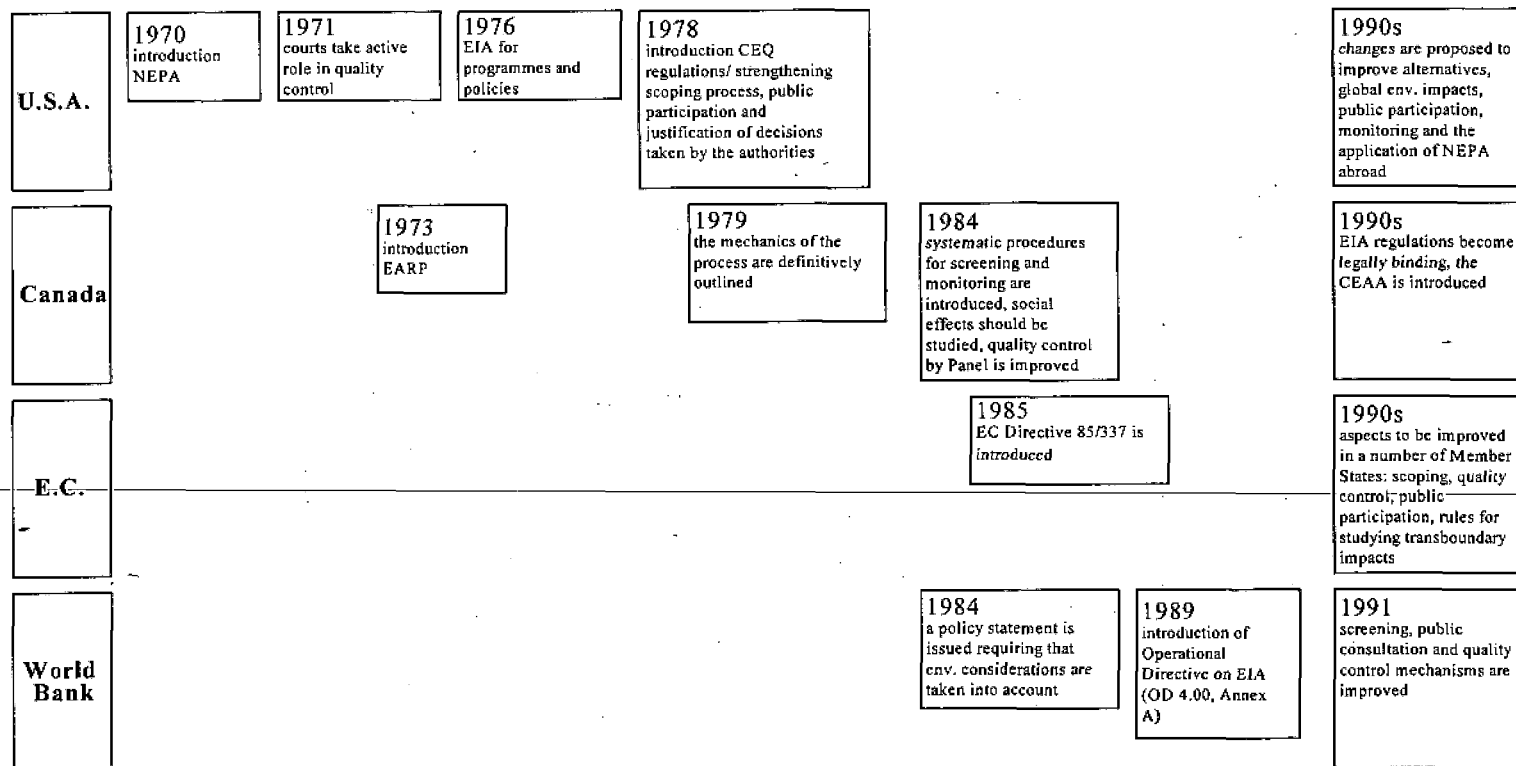 U.S.A.
1970
introduction
NEPA
1971
courts take active
role in quality
control
1976
EIA for
programmes and
policies
1978
introduction CEQ
regulations/ strengthening
scoping process, public
participation and
justification of decisions
taken by the authorities
1990s
changes are proposed to
improve alternatives,
global env. impacts,
public participation,
monitoring and the
application of NEPA
abroad
Canada
1973
introduction
EARP
1979
the mechanics of the
process are definitively
outlined
1984
systematic procedures
for screening and
monitoring are
introduced, social
effects should be
studied, quality control
by Panel is improved
1990s
EIA regulations become
legally binding, the
CEAA is introduced
E.C.
1985
EC Directive 85/337 is
introduced
1990s
aspects to be improved
in a number of Member
States: scoping, quality
control, public
participation, rules for
studying transboundary
impacts
World
Bank
1984
a policy statement is
issued requiring that
env. considerations are
taken into account
1989
introduction of
Operational
Directive on EIA
(OD 4.00, Annex
A)
1991
screening, public
consultation and quality
control mechanisms are
improved